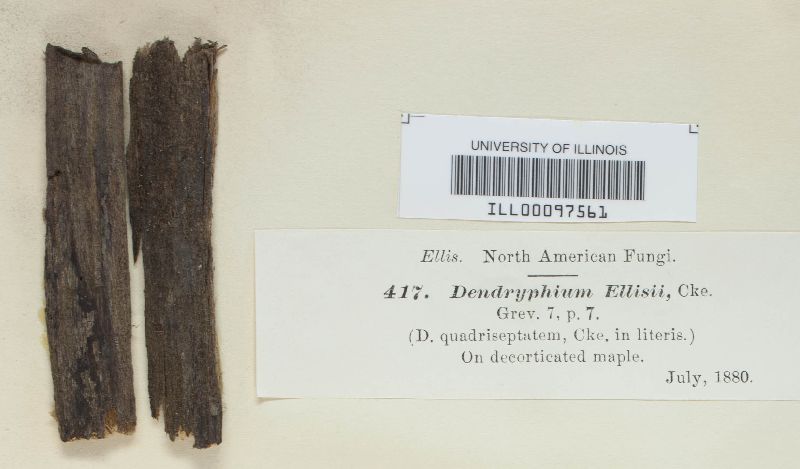 UNIVERSITY OF ILLINOIS
ILL00097561
Ellis. North American Fungi.
417. Dendryphium Ellisii, Cke.
Grev. 7, p. 7.
(D. quadriseptatem, Cke, in literis.)
On decorticated maple.
July, 1880.